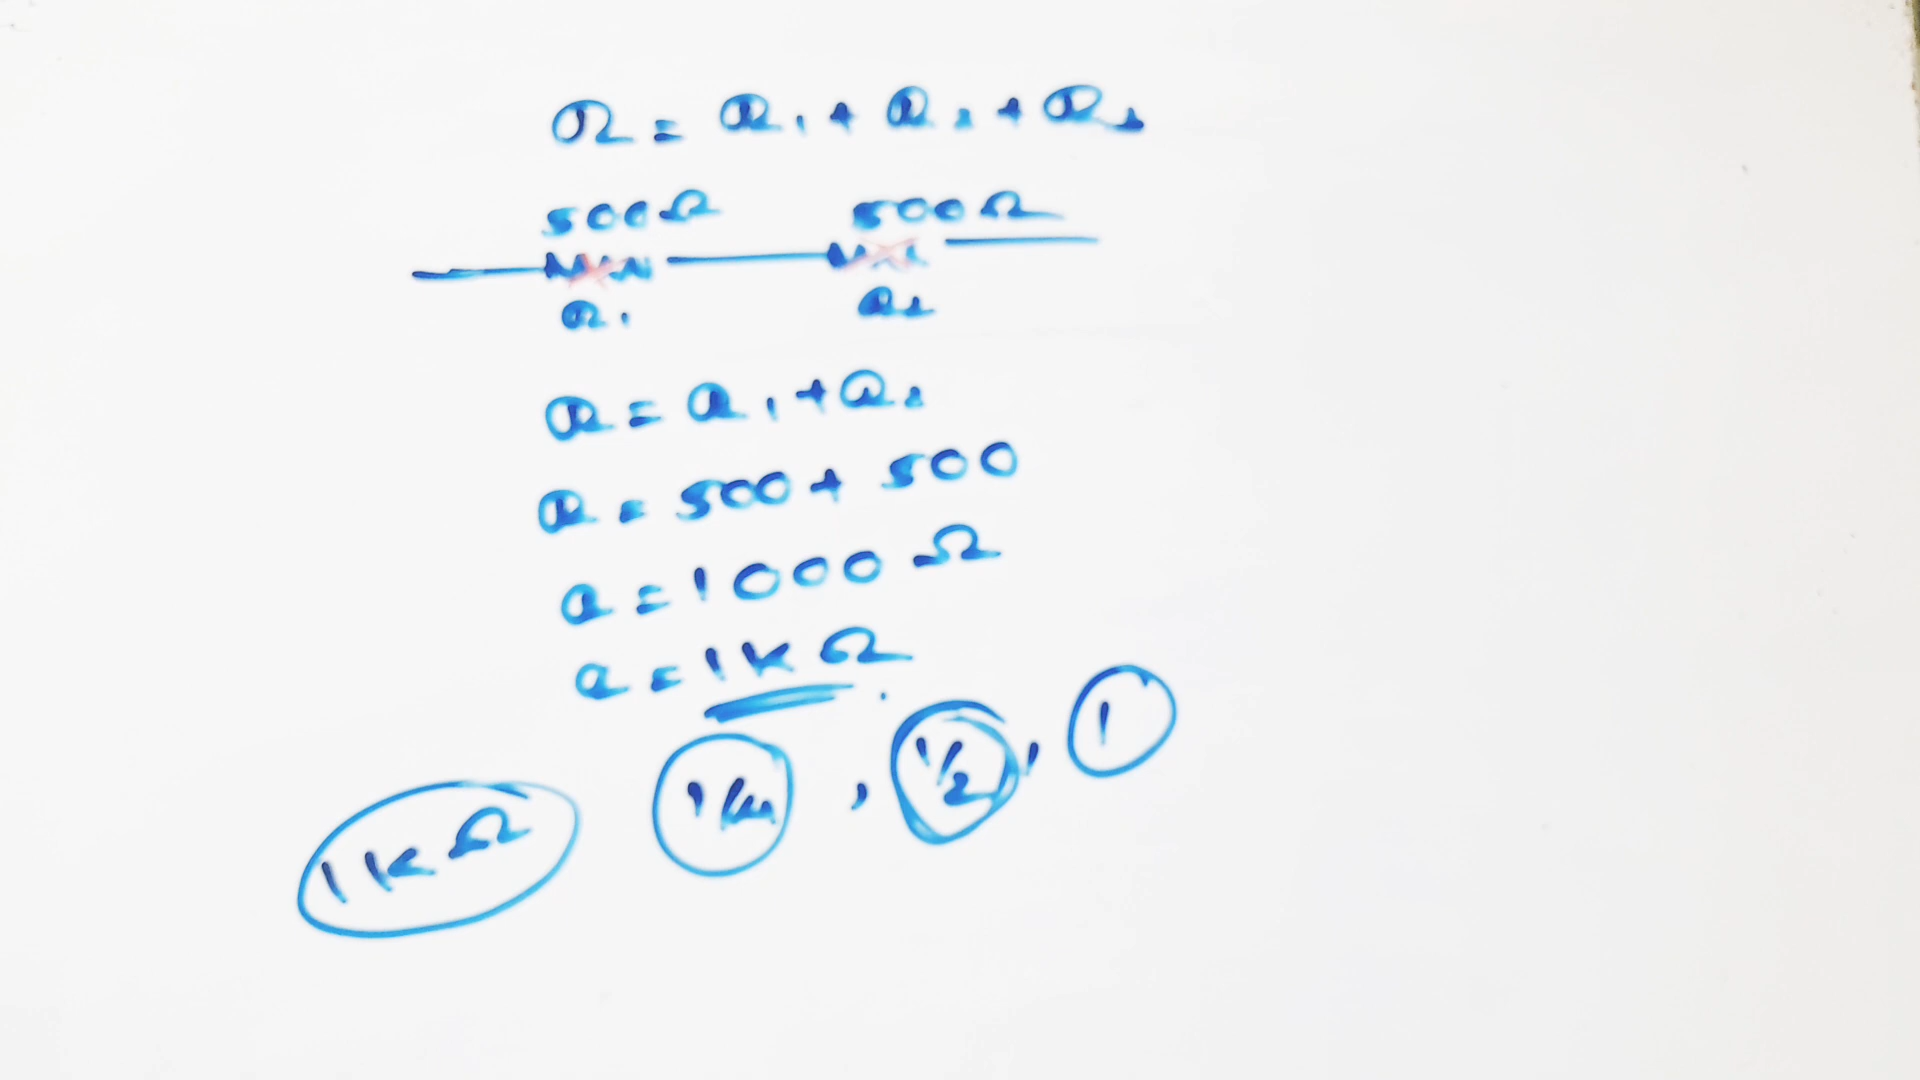 R = R₁ + R₂ + R₃
500Ω 500Ω
R₁ R₂
R = R₁ + R₂
R = 500 + 500
R = 1000 Ω
R = 1K Ω
1KΩ 1/4 , 1/2 , 1